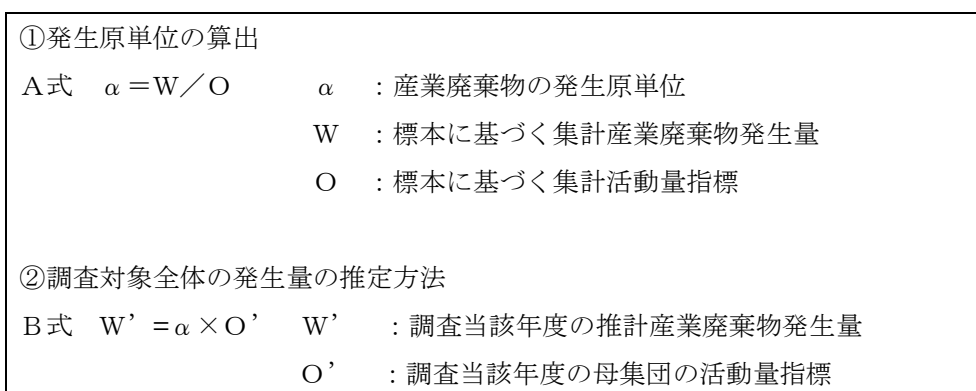 ①発生原単位の算出
A式　α＝W／O　　α　：産業廃棄物の発生原単位
W　：標本に基づく集計産業廃棄物発生量
O　：標本に基づく集計活動量指標
②調査対象全体の発生量の推定方法
B式　W’=α×O’　W’　：調査当該年度の推計産業廃棄物発生量
O’　：調査当該年度の母集団の活動量指標